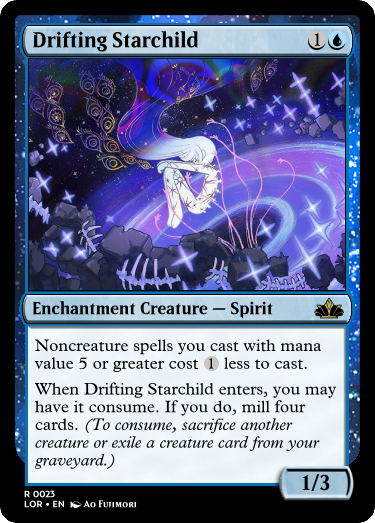 Drifting Starchild 1
Enchantment Creature — Spirit
Noncreature spells you cast with mana
value 5 or greater cost 1 less to cast.
When Drifting Starchild enters, you may
have it consume. If you do, mill four
cards. (To consume, sacrifice another
creature or exile a creature card from your
graveyard.)
1/3
R 0023
LOR • EN Ao Fujimori